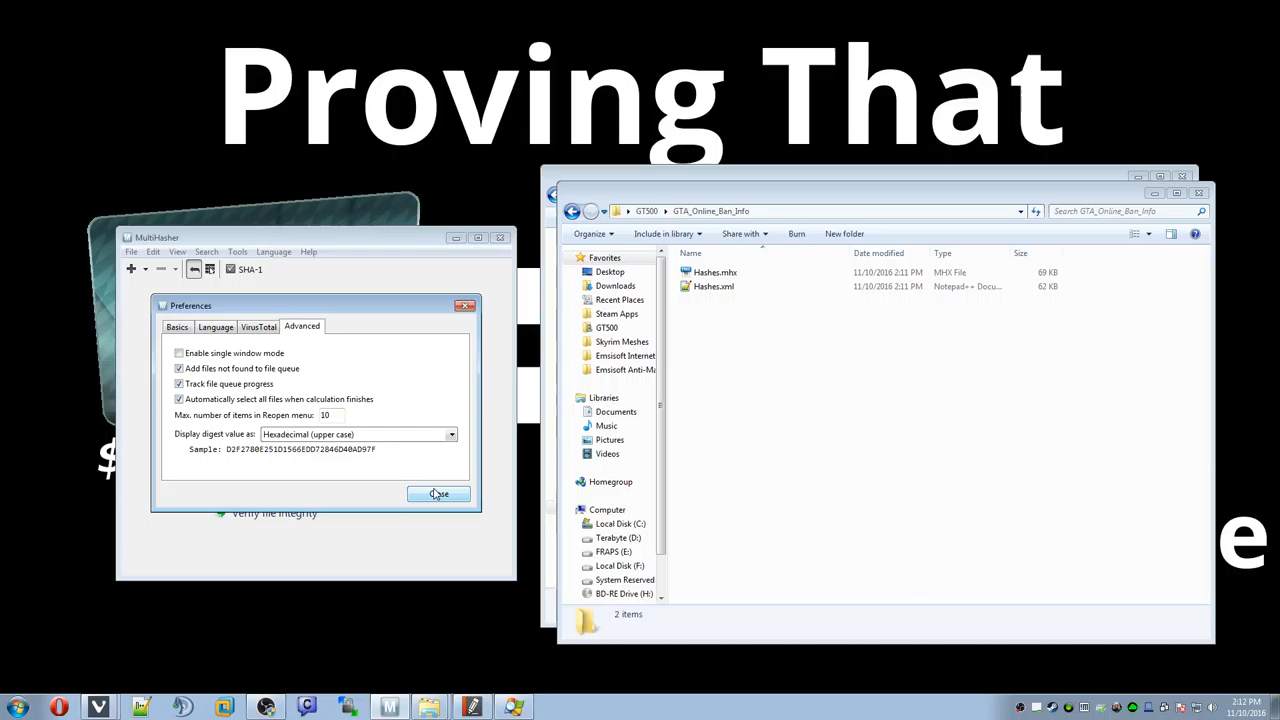 Proving That
MultiHasher
File Edit View Search Tools Language Help
SHA-1
Preferences
Basics Language VirusTotal Advanced
Enable single window mode
Add files not found to file queue
Track file queue progress
Automatically select all files when calculation finishes
Max. number of items in Reopen menu: 10
Display digest value as: Hexadecimal (upper case)
Sample: D2F2780E251D1566EDD72846D40AD97F
Close
Verify file integrity
$
e
GT500 GTA_Online_Ban_Info
Search GTA_Online_Ban_Info
Organize Include in library Share with Burn New folder
Name Date modified Type Size
Hashes.mhx 11/10/2016 2:11 PM MHX File 69 KB
Hashes.xml 11/10/2016 2:11 PM Notepad++ Docu... 62 KB
Favorites
Desktop
Downloads
Recent Places
Steam Apps
GT500
Skyrim Meshes
Emsisoft Internet
Emsisoft Anti-Ma
Libraries
Documents
Music
Pictures
Videos
Homegroup
Computer
Local Disk (C:)
Terabyte (D:)
FRAPS (E:)
Local Disk (F:)
System Reserved
BD-RE Drive (H:)
2 items
2:12 PM
11/10/2016